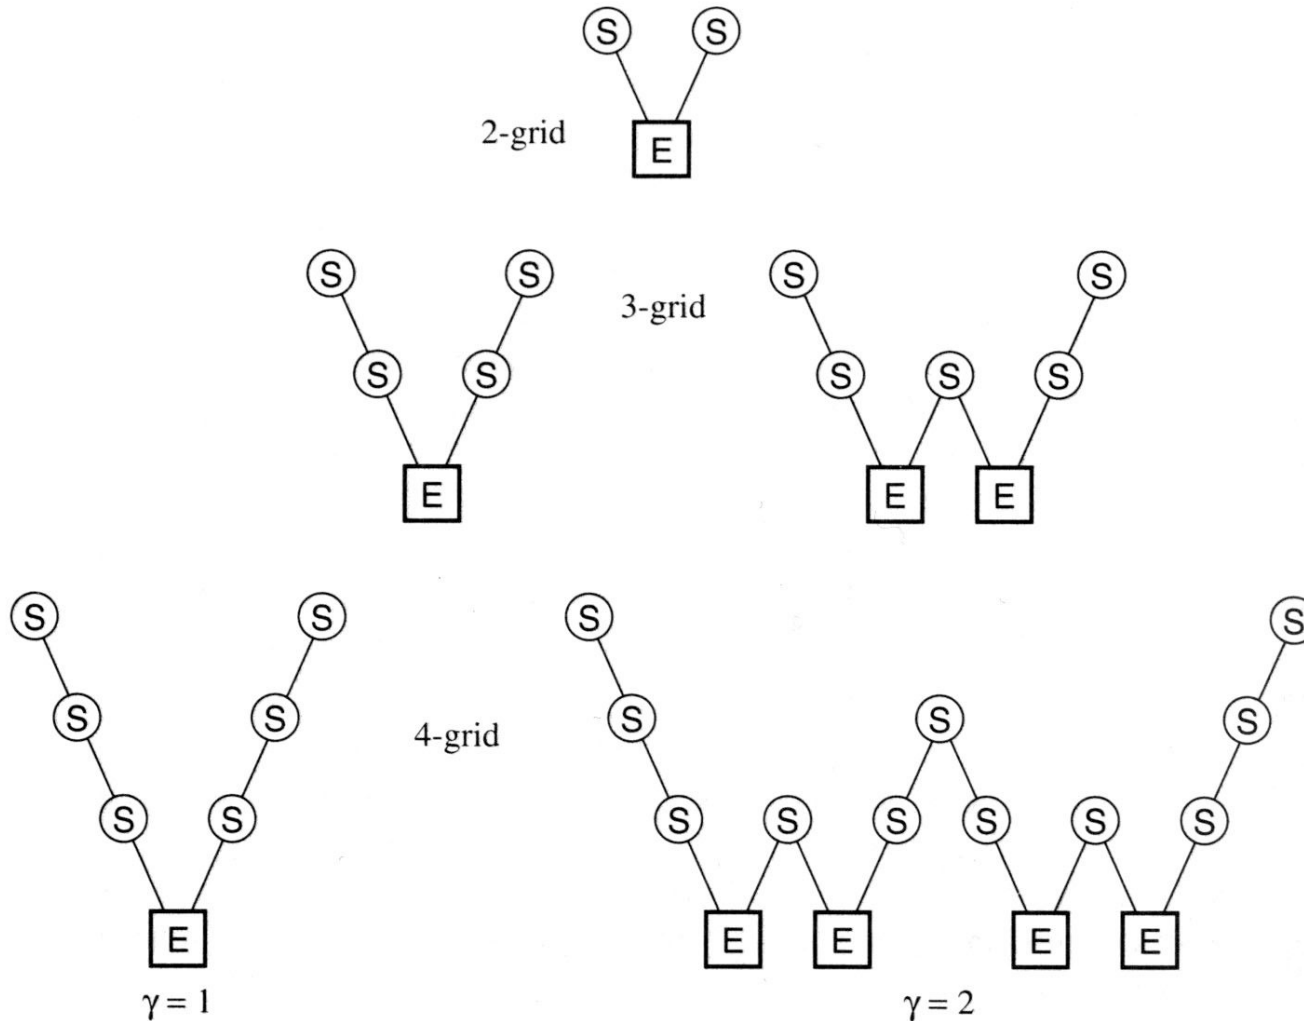 S S
2-grid E
S S 3-grid S S
S S S S S
E E E
S S S S
S S 4-grid S S S
S S S S S S S S
E E E E E
γ = 1 γ = 2